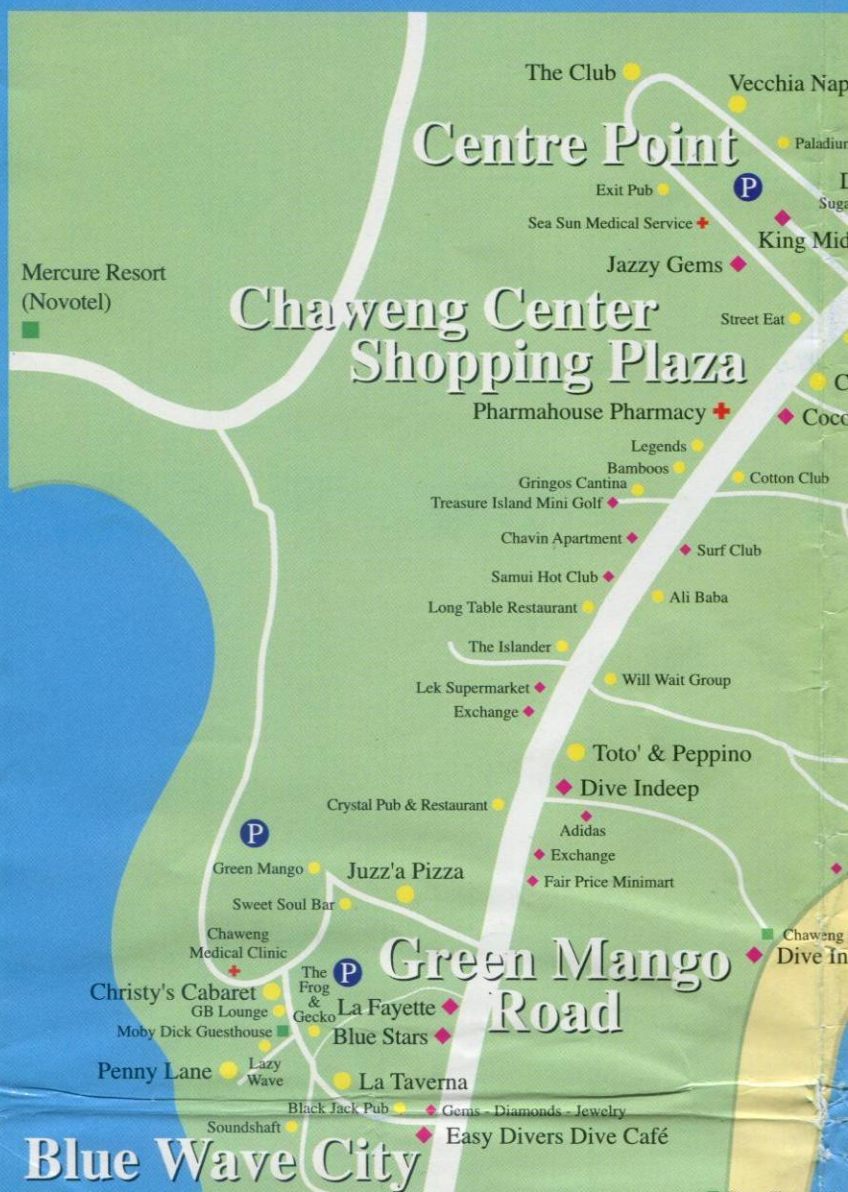 The Club
Vecchia Nap
Centre Point
Paladium
Exit Pub
P
Suga
Sea Sun Medical Service
King Mid
Jazzy Gems
Mercure Resort
(Novotel)
Chaweng Center
Shopping Plaza
Street Eat
C
Pharmahouse Pharmacy
Coco
Legends
Bamboos
Gringos Cantina
Cotton Club
Treasure Island Mini Golf
Chavin Apartment
Surf Club
Samui Hot Club
Long Table Restaurant
Ali Baba
The Islander
Lek Supermarket
Will Wait Group
Exchange
Toto' & Peppino
Dive Indeep
Crystal Pub & Restaurant
Adidas
P
Exchange
Green Mango
Juzz'a Pizza
Fair Price Minimart
Sweet Soul Bar
Chaweng
Medical Clinic
Green Mango
Road
Chaweng
Dive In
The
Frog
&
Gecko
P
Christy's Cabaret
GB Lounge
La Fayette
Moby Dick Guesthouse
Blue Stars
Penny Lane
Lazy
Wave
La Taverna
Black Jack Pub
Gems - Diamonds - Jewelry
Soundshaft
Easy Divers Dive Café
Blue Wave City